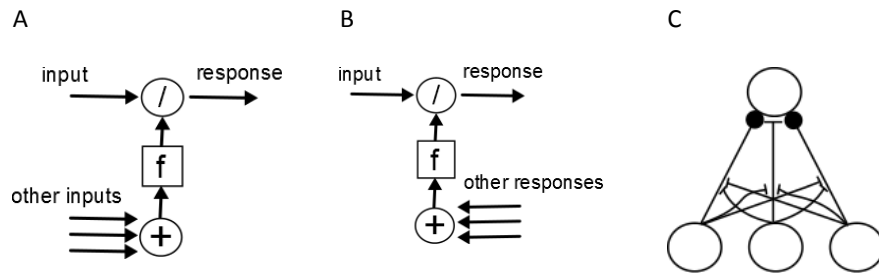 A
input
response
/
f
other inputs
+
B
input
response
/
f
other responses
+
C